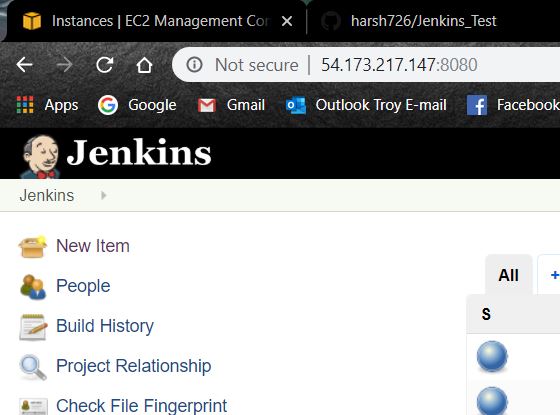 Instances | EC2 Management Con
harsh726/Jenkins_Test
Not secure | 54.173.217.147:8080
Apps Google Gmail Outlook Troy E-mail Facebook
Jenkins
Jenkins
New Item
People
Build History
Project Relationship
Check File Fingerprint
All +
S